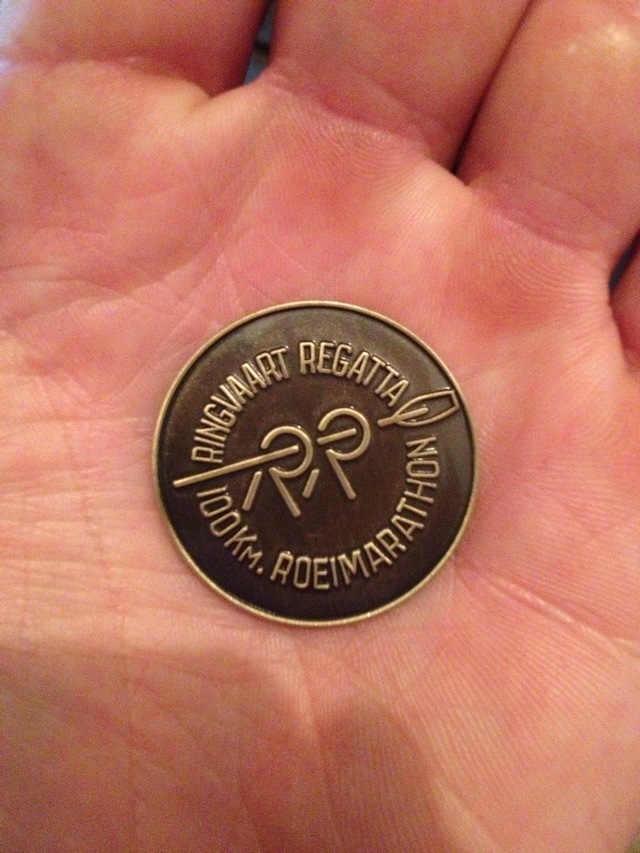 RINGVAART REGATTA
RR
100KM. ROEIMARATHON